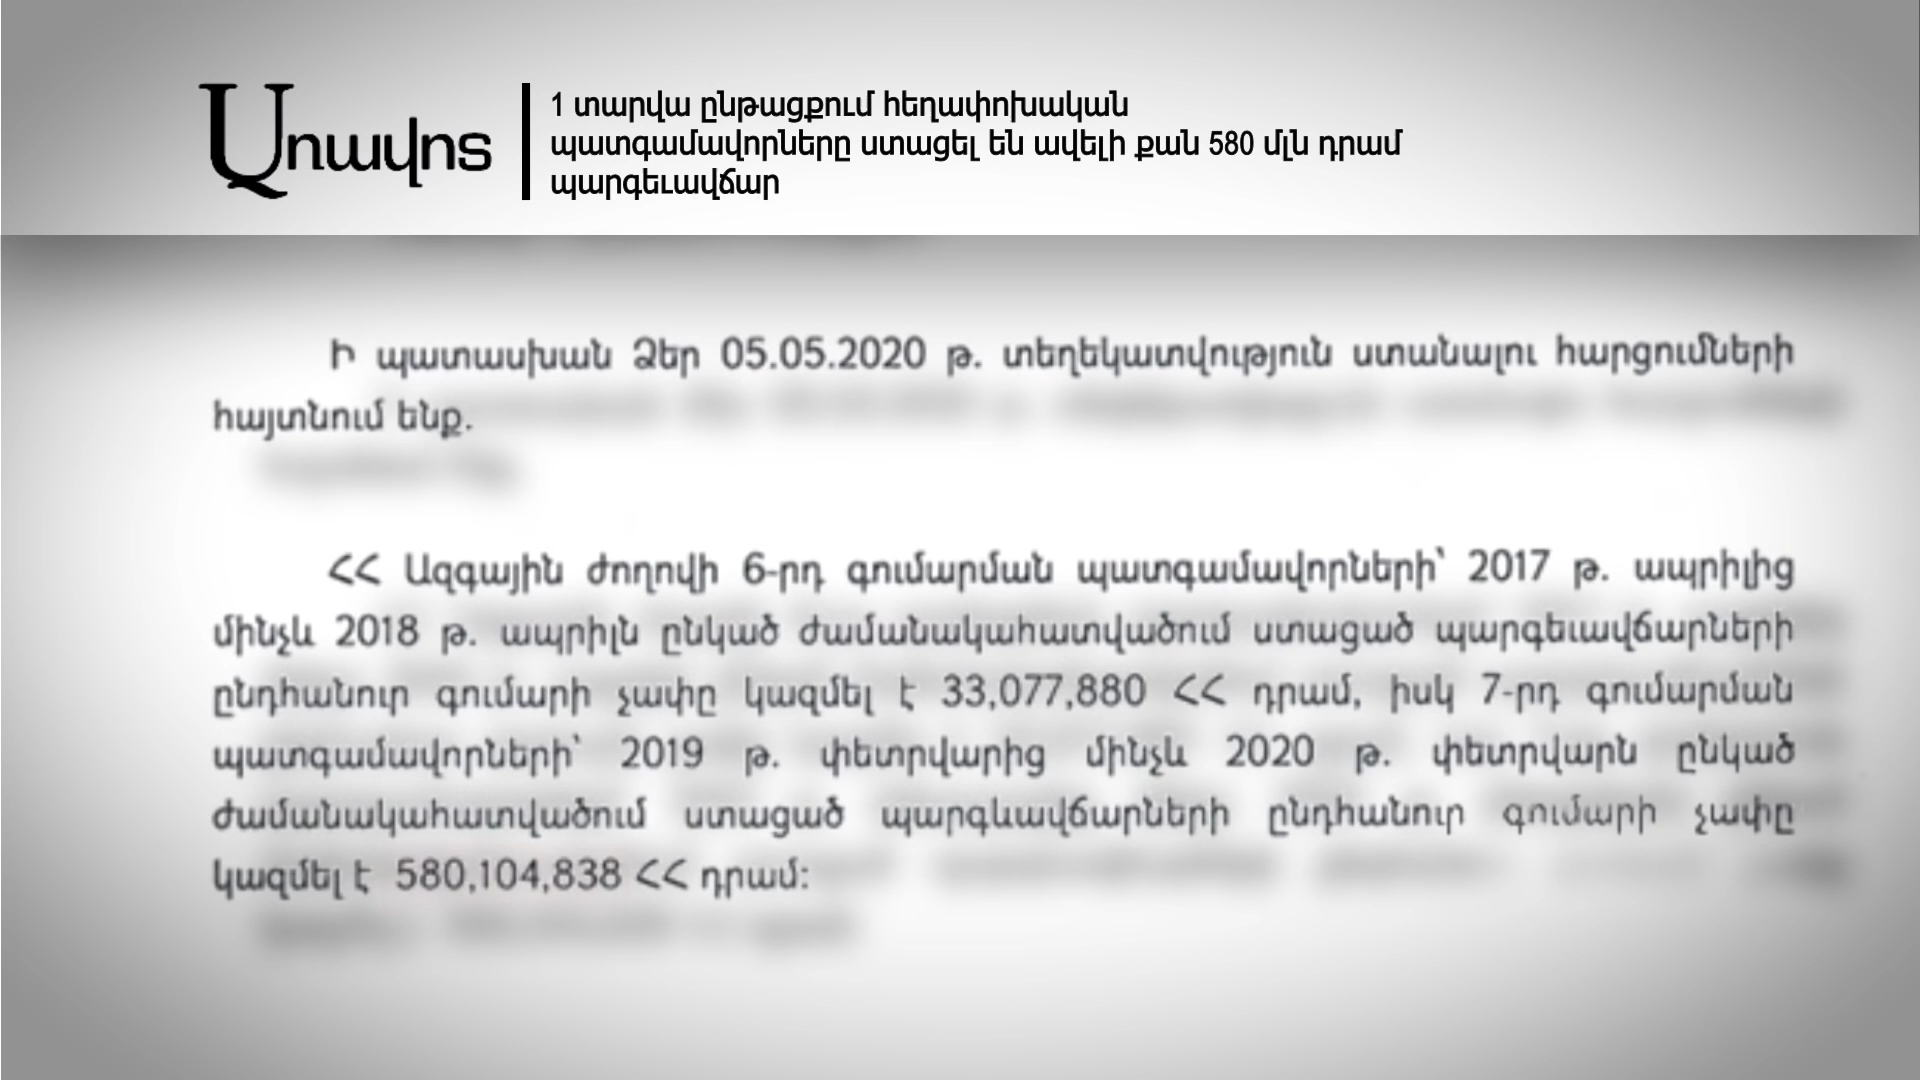 Առավոտ
1 տարվա ընթացքում հեղափոխական
պատգամավորները ստացել են ավելի քան 580 մլն դրամ
պարգեւավճար
Ի պատասխան Ձեր 05.05.2020 թ. տեղեկատվություն ստանալու հարցումների
հայտնում ենք.
ՀՀ Ազգային ժողովի 6-րդ գումարման պատգամավորների՝ 2017 թ. ապրիլից
մինչև 2018 թ. ապրիլն ընկած ժամանակահատվածում ստացած պարգեւավճարների
ընդհանուր գումարի չափը կազմել է 33,077,880 ՀՀ դրամ, իսկ 7-րդ գումարման
պատգամավորների՝ 2019 թ. փետրվարից մինչև 2020 թ. փետրվարն ընկած
ժամանակահատվածում ստացած պարգևավճարների ընդհանուր գումարի չափը
կազմել է 580,104,838 ՀՀ դրամ: